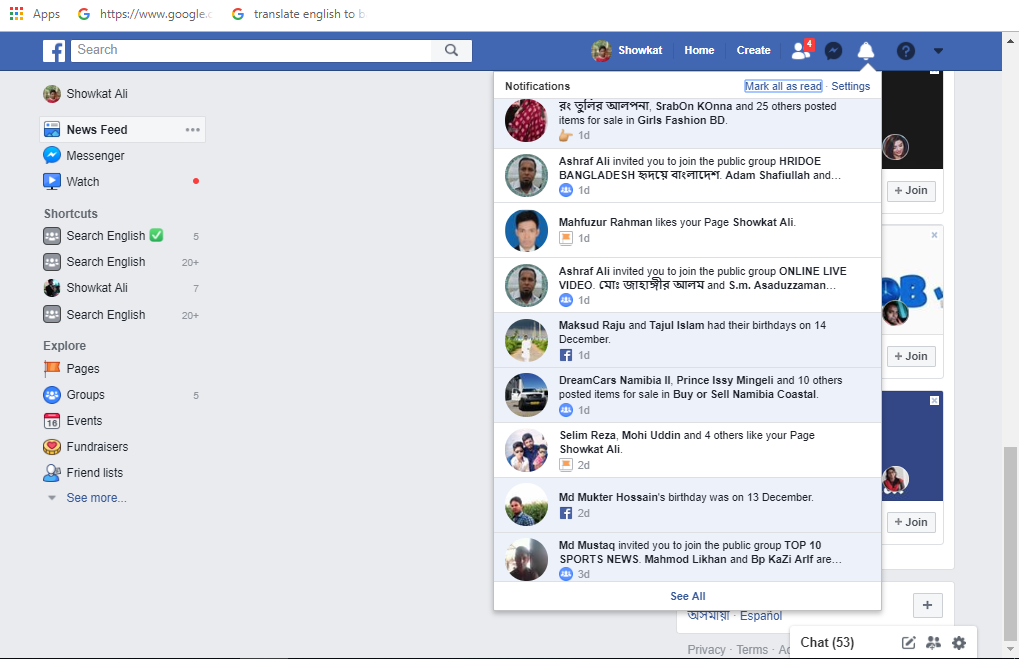 Apps
https://www.google.c
translate english to b
Search
Showkat
Home
Create
4
Showkat Ali
News Feed
Messenger
Watch
Shortcuts
Search English ✅ 5
Search English 20+
Showkat Ali 7
Search English 20+
Explore
Pages
Groups 5
16
Events
Fundraisers
Friend lists
See more...
Notifications
Mark all as read · Settings
রং তুলির আলপনা, SrabOn KOnna and 25 others posted
items for sale in Girls Fashion BD.
1d
Ashraf Ali invited you to join the public group HRIDOE
BANGLADESH হৃদয়ে বাংলাদেশ. Adam Shafiullah and...
1d
Mahfuzur Rahman likes your Page Showkat Ali.
1d
Ashraf Ali invited you to join the public group ONLINE LIVE
VIDEO. মোঃ জাহাঙ্গীর আলম and S.m. Asaduzzaman...
1d
Maksud Raju and Tajul Islam had their birthdays on 14
December.
1d
DreamCars Namibia II, Prince Issy Mingeli and 10 others
posted items for sale in Buy or Sell Namibia Coastal.
1d
Selim Reza, Mohi Uddin and 4 others like your Page
Showkat Ali.
2d
Md Mukter Hossain's birthday was on 13 December.
2d
Md Mustaq invited you to join the public group TOP 10
SPORTS NEWS. Mahmod Likhan and Bp KaZi ArIf are...
3d
See All
+ Join
+ Join
+ Join
অসমীয়া · Español
Privacy · Terms · Ad
Chat (53)